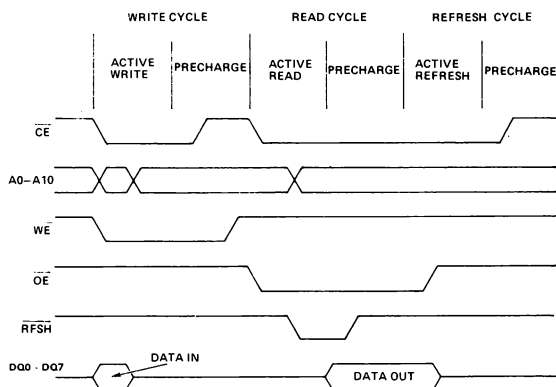 WRITE CYCLE READ CYCLE REFRESH CYCLE
ACTIVE WRITE PRECHARGE ACTIVE READ PRECHARGE ACTIVE REFRESH PRECHARGE
CE
A0–A10
WE
OE
RFSH
DQ0 - DQ7 DATA IN DATA OUT